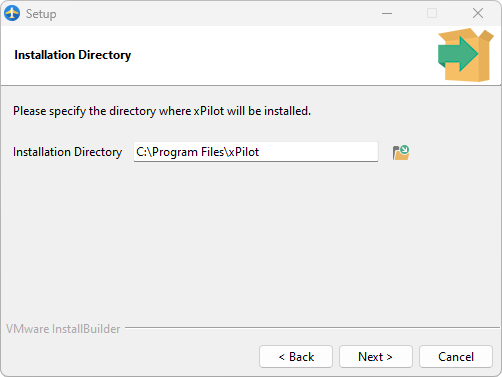 Setup
Installation Directory
Please specify the directory where xPilot will be installed.
Installation Directory C:\Program Files\xPilot
VMware InstallBuilder
< Back Next > Cancel